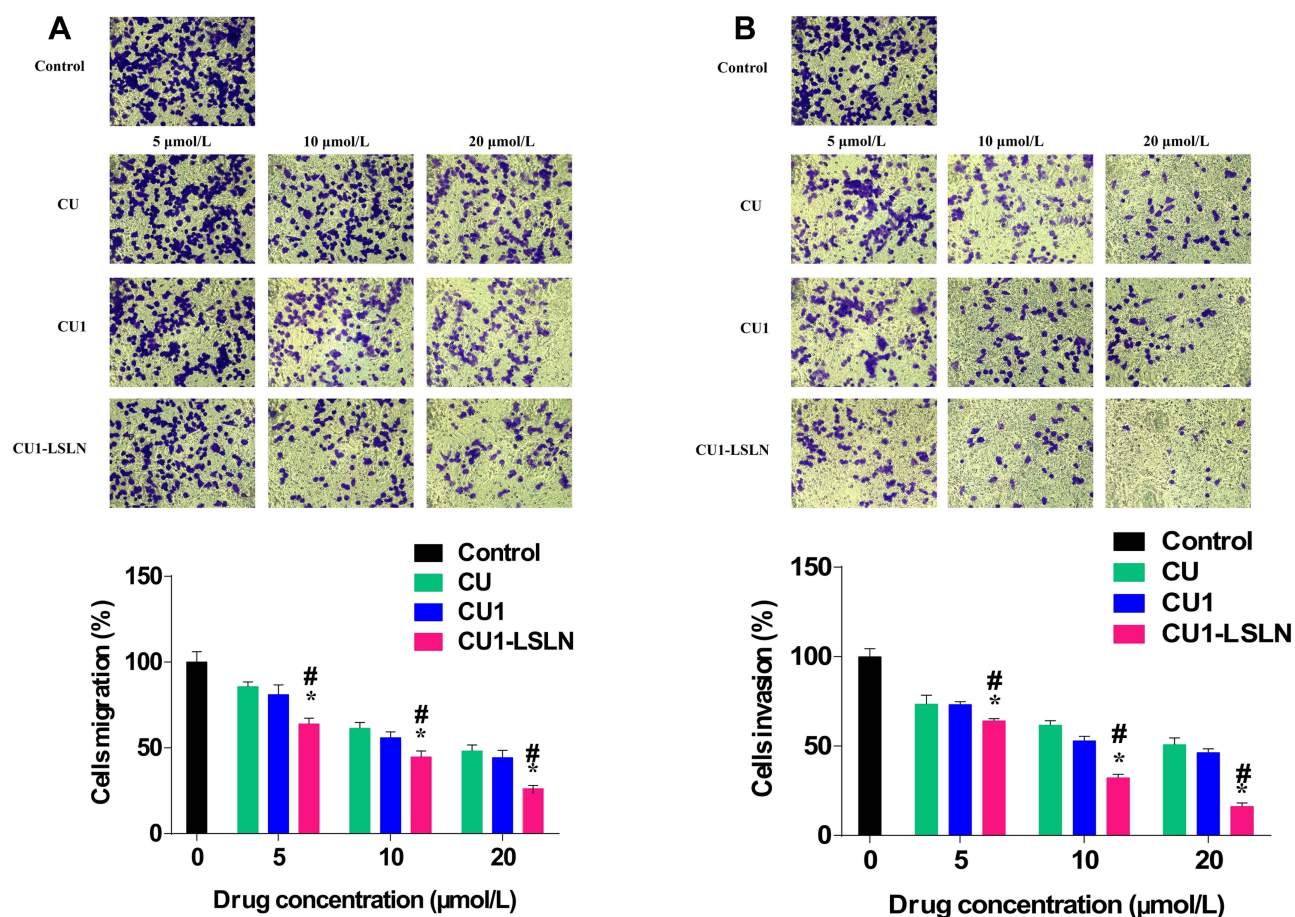 A
Control
5 µmol/L 10 µmol/L 20 µmol/L
CU
CU1
CU1-LSLN
Control
CU
CU1
CU1-LSLN
150
100
50
0
Cells migration (%)
# * # * # *
0 5 10 20
Drug concentration (µmol/L)
B
Control
5 µmol/L 10 µmol/L 20 µmol/L
CU
CU1
CU1-LSLN
Control
CU
CU1
CU1-LSLN
150
100
50
0
Cells invasion (%)
# * # * # *
0 5 10 20
Drug concentration (µmol/L)